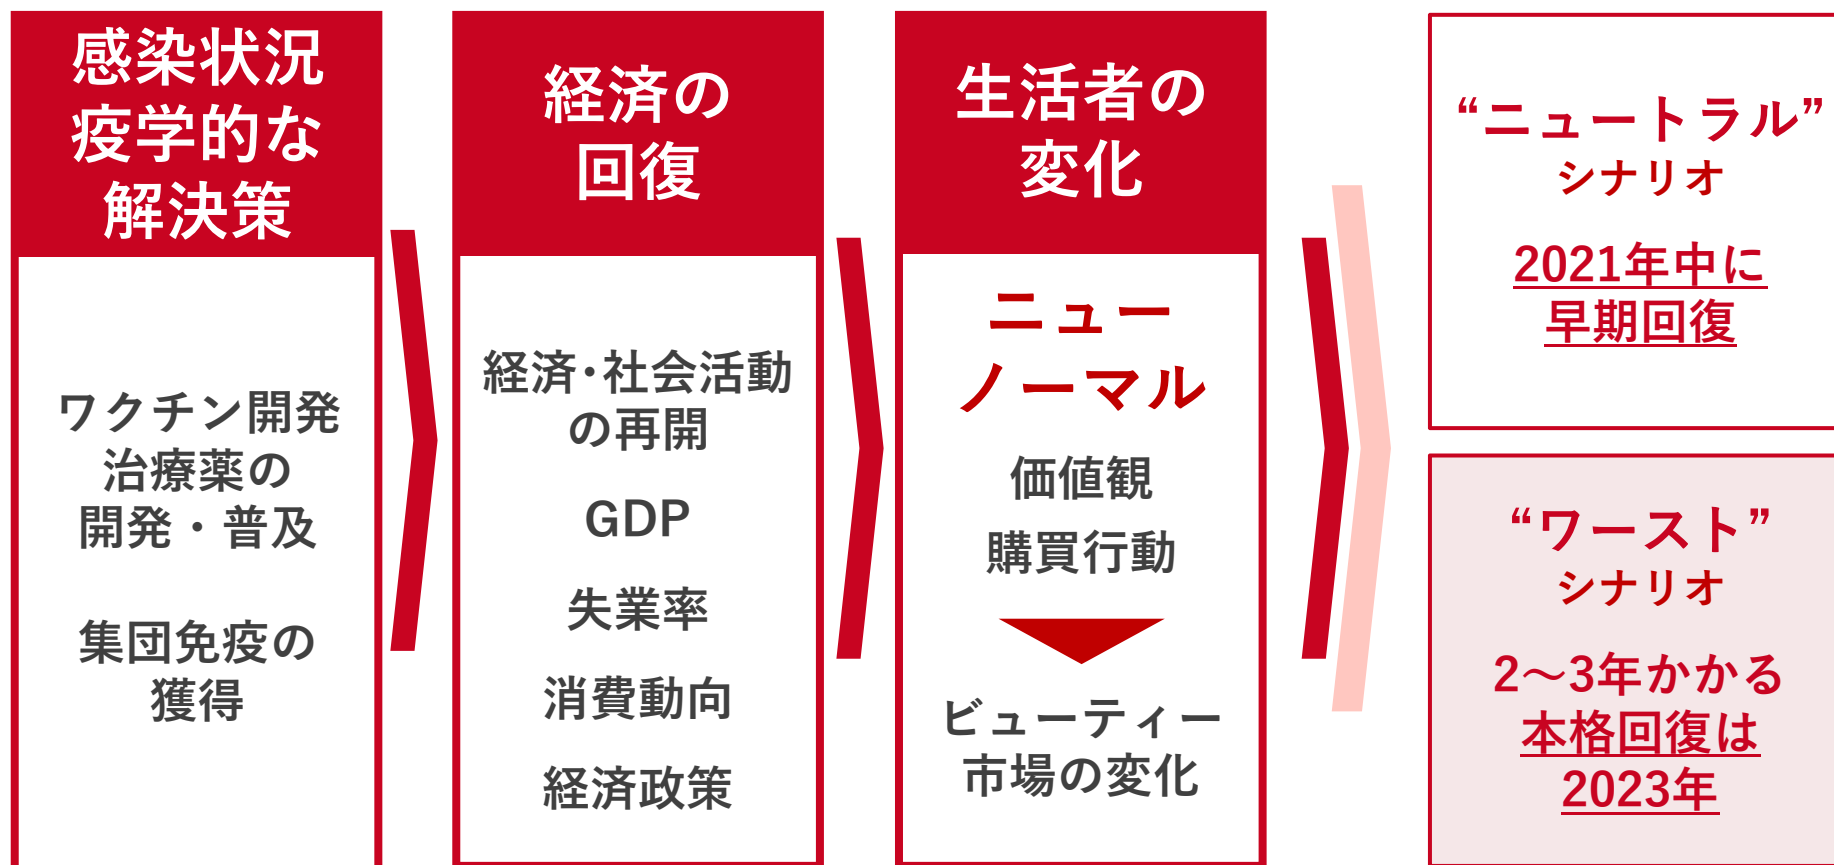 感染状況
疫学的な
解決策
ワクチン開発
治療薬の
開発・普及
集団免疫の
獲得
経済の
回復
経済･社会活動
の再開
GDP
失業率
消費動向
経済政策
生活者の
変化
ニュー
ノーマル
価値観
購買行動
ビューティー
市場の変化
“ニュートラル”
シナリオ
2021年中に
早期回復
“ワースト”
シナリオ
2～3年かかる
本格回復は
2023年